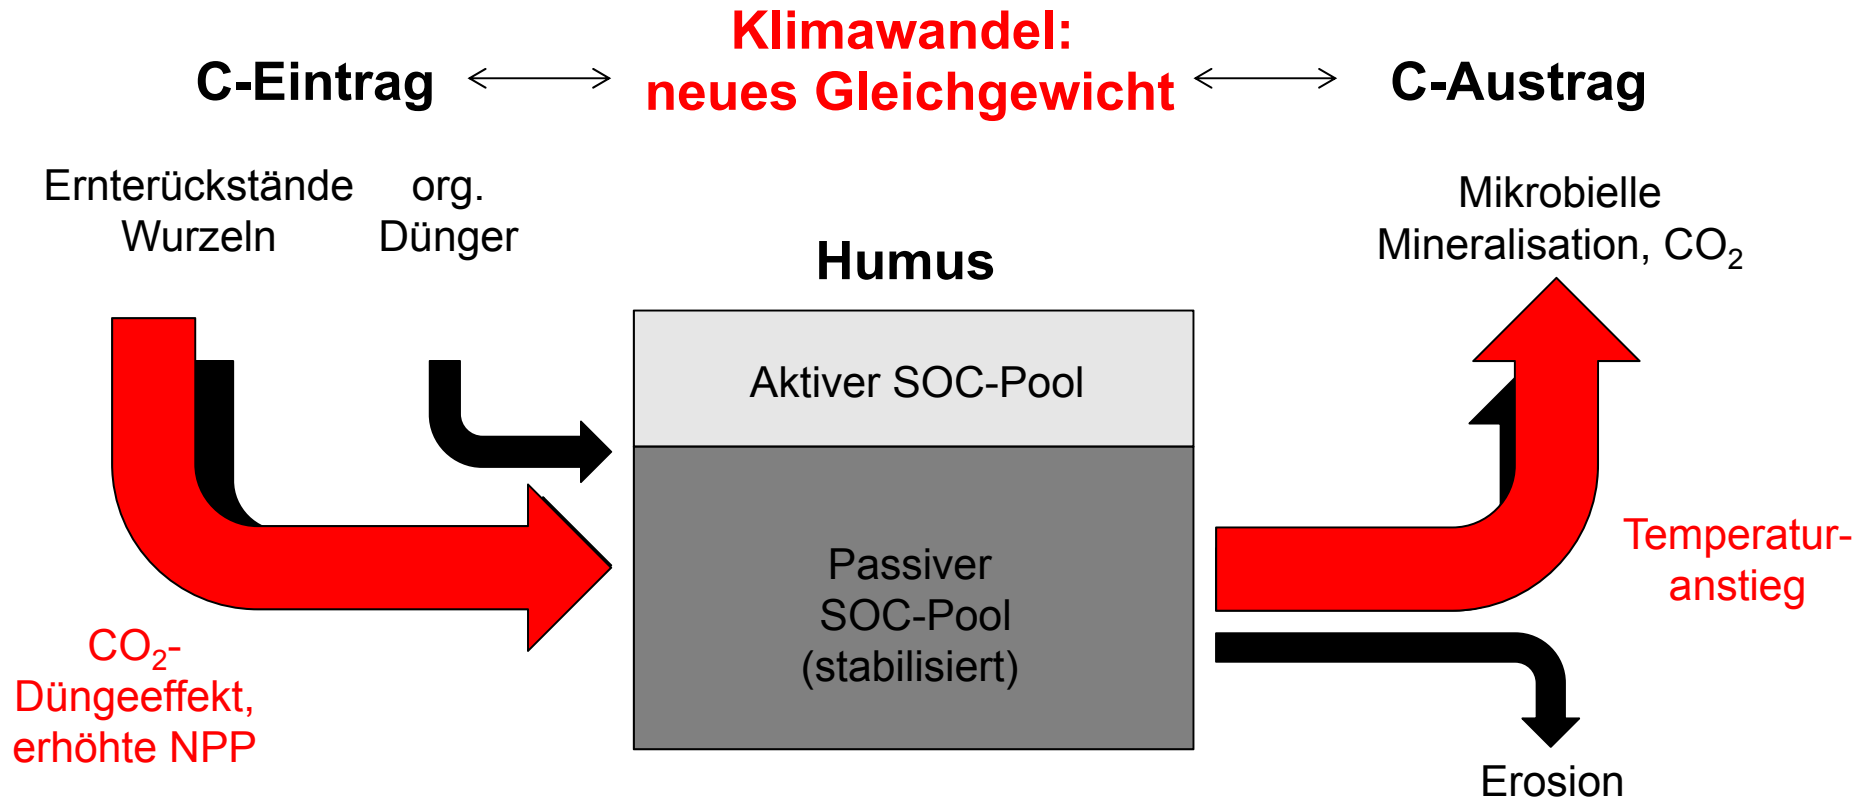 Klimawandel:
neues Gleichgewicht
C-Eintrag
C-Austrag
Ernterückstände
Wurzeln
org.
Dünger
Humus
Mikrobielle
Mineralisation, CO₂
Aktiver SOC-Pool
Passiver
SOC-Pool
(stabilisiert)
CO₂-
Düngeeffekt,
erhöhte NPP
Temperatur-
anstieg
Erosion